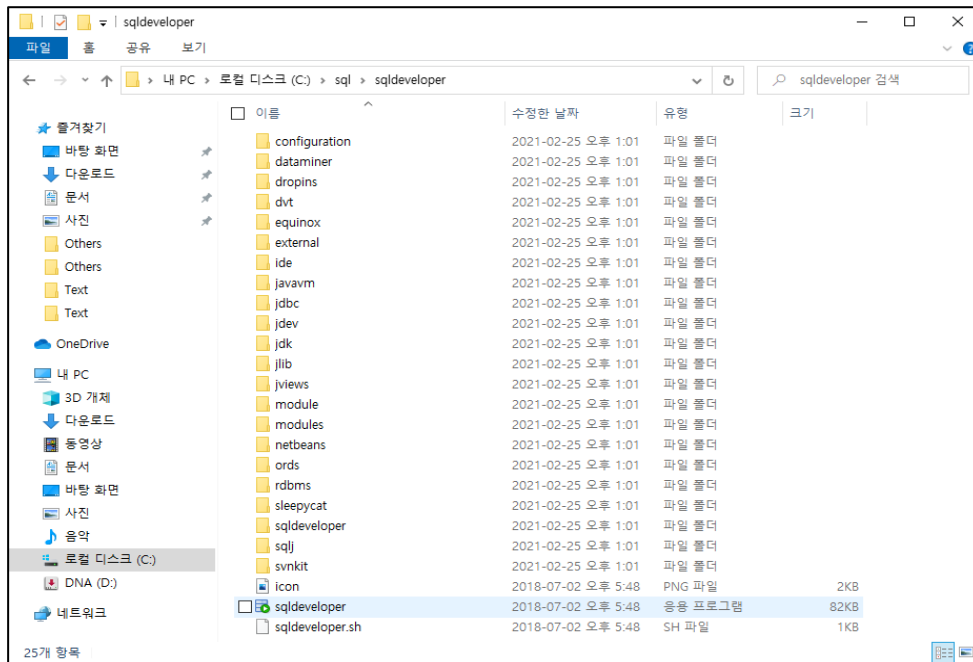 sqldeveloper
파일 홈 공유 보기
내 PC 로컬 디스크 (C:) sql sqldeveloper
sqldeveloper 검색
이름 수정한 날짜 유형 크기
즐겨찾기
바탕 화면
다운로드
문서
사진
Others
Others
Text
Text
OneDrive
내 PC
3D 개체
다운로드
동영상
문서
바탕 화면
사진
음악
로컬 디스크 (C:)
DNA (D:)
네트워크
configuration 2021-02-25 오후 1:01 파일 폴더
dataminer 2021-02-25 오후 1:01 파일 폴더
dropins 2021-02-25 오후 1:01 파일 폴더
dvt 2021-02-25 오후 1:01 파일 폴더
equinox 2021-02-25 오후 1:01 파일 폴더
external 2021-02-25 오후 1:01 파일 폴더
ide 2021-02-25 오후 1:01 파일 폴더
javavm 2021-02-25 오후 1:01 파일 폴더
jdbc 2021-02-25 오후 1:01 파일 폴더
jdev 2021-02-25 오후 1:01 파일 폴더
jdk 2021-02-25 오후 1:01 파일 폴더
jlib 2021-02-25 오후 1:01 파일 폴더
jviews 2021-02-25 오후 1:01 파일 폴더
module 2021-02-25 오후 1:01 파일 폴더
modules 2021-02-25 오후 1:01 파일 폴더
netbeans 2021-02-25 오후 1:01 파일 폴더
ords 2021-02-25 오후 1:01 파일 폴더
rdbms 2021-02-25 오후 1:01 파일 폴더
sleepycat 2021-02-25 오후 1:01 파일 폴더
sqldeveloper 2021-02-25 오후 1:01 파일 폴더
sqlj 2021-02-25 오후 1:01 파일 폴더
svnkit 2021-02-25 오후 1:01 파일 폴더
icon 2018-07-02 오후 5:48 PNG 파일 2KB
sqldeveloper 2018-07-02 오후 5:48 응용 프로그램 82KB
sqldeveloper.sh 2018-07-02 오후 5:48 SH 파일 1KB
25개 항목